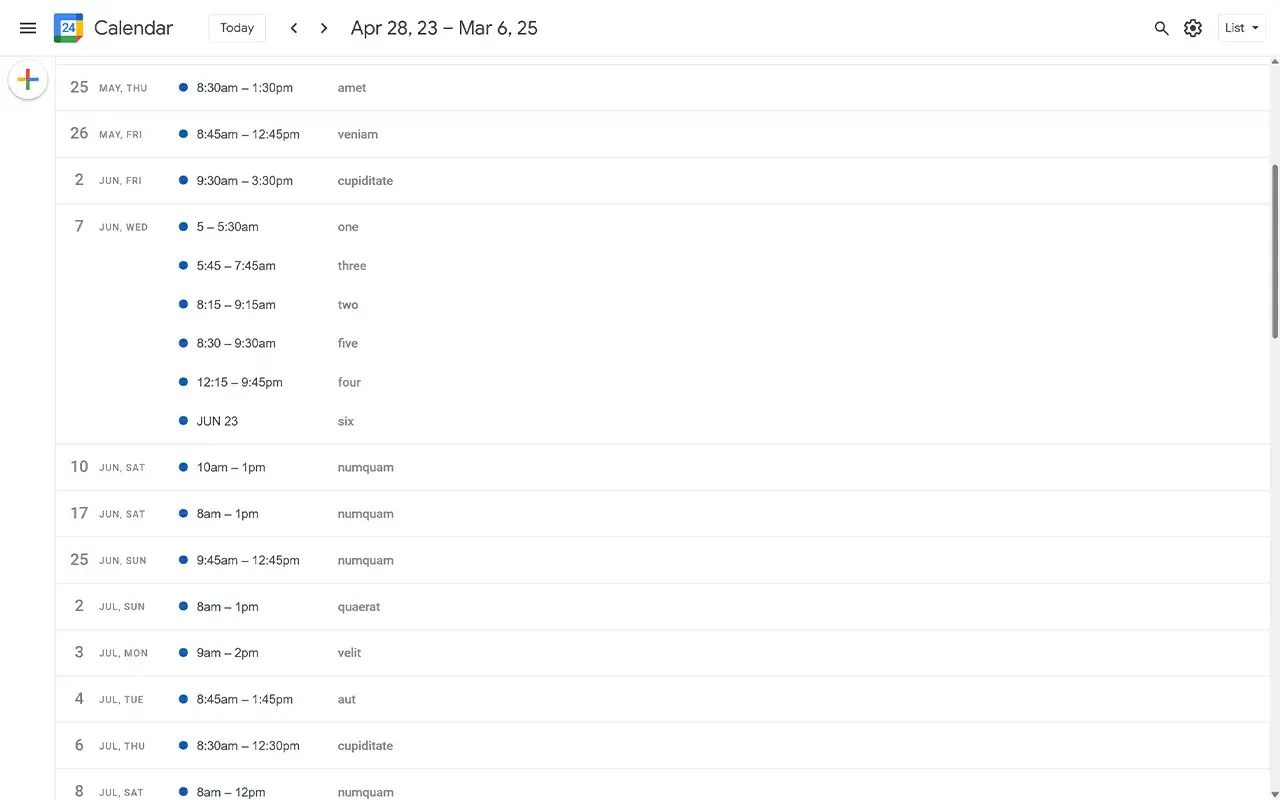 24 Calendar Today Apr 28, 23 – Mar 6, 25 List
25 MAY, THU 8:30am – 1:30pm amet
26 MAY, FRI 8:45am – 12:45pm veniam
2 JUN, FRI 9:30am – 3:30pm cupiditate
7 JUN, WED 5 – 5:30am one
5:45 – 7:45am three
8:15 – 9:15am two
8:30 – 9:30am five
12:15 – 9:45pm four
JUN 23 six
10 JUN, SAT 10am – 1pm numquam
17 JUN, SAT 8am – 1pm numquam
25 JUN, SUN 9:45am – 12:45pm numquam
2 JUL, SUN 8am – 1pm quaerat
3 JUL, MON 9am – 2pm velit
4 JUL, TUE 8:45am – 1:45pm aut
6 JUL, THU 8:30am – 12:30pm cupiditate
8 JUL, SAT 8am – 12pm numquam